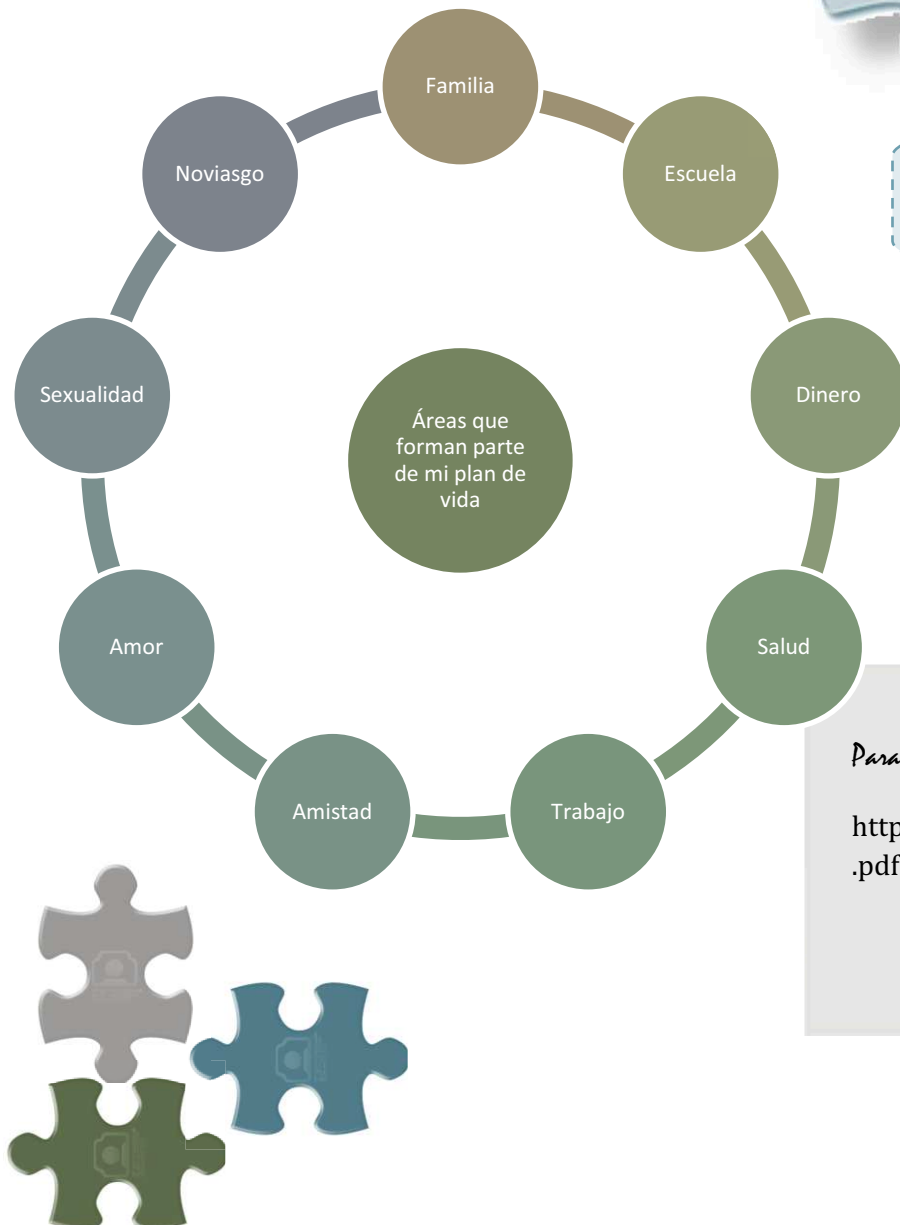 Familia
Escuela
Dinero
Salud
Trabajo
Amistad
Amor
Sexualidad
Noviasgo
Áreas que
forman parte
de mi plan de
vida
Para
http
.pdf